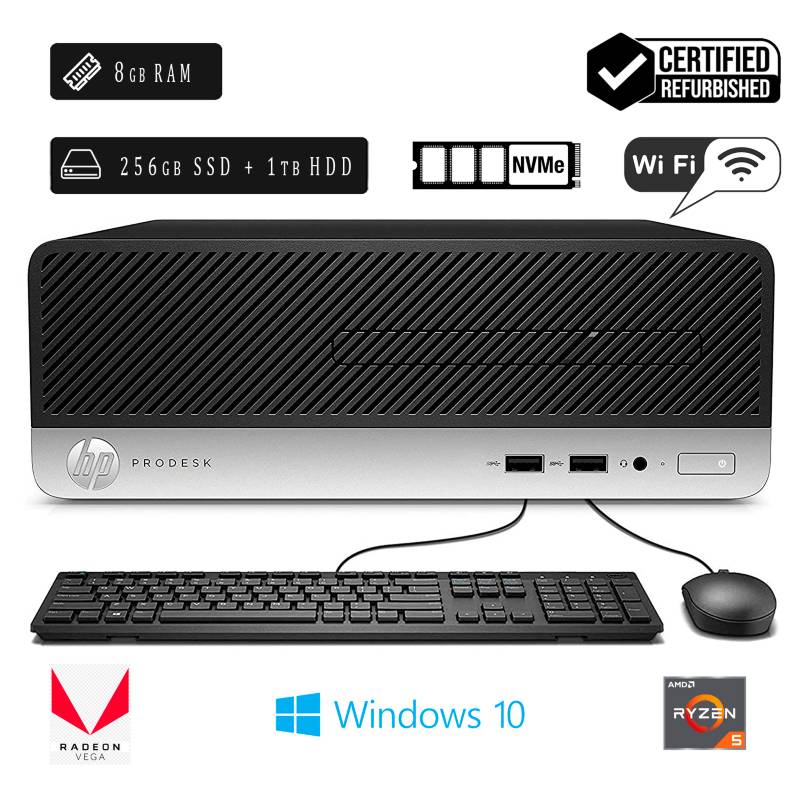 8GB RAM
CERTIFIED
REFURBISHED
256GB SSD + 1TB HDD
NVMe
Wi Fi
hp PRODESK
RADEON
VEGA
Windows 10
AMD
RYZEN
5